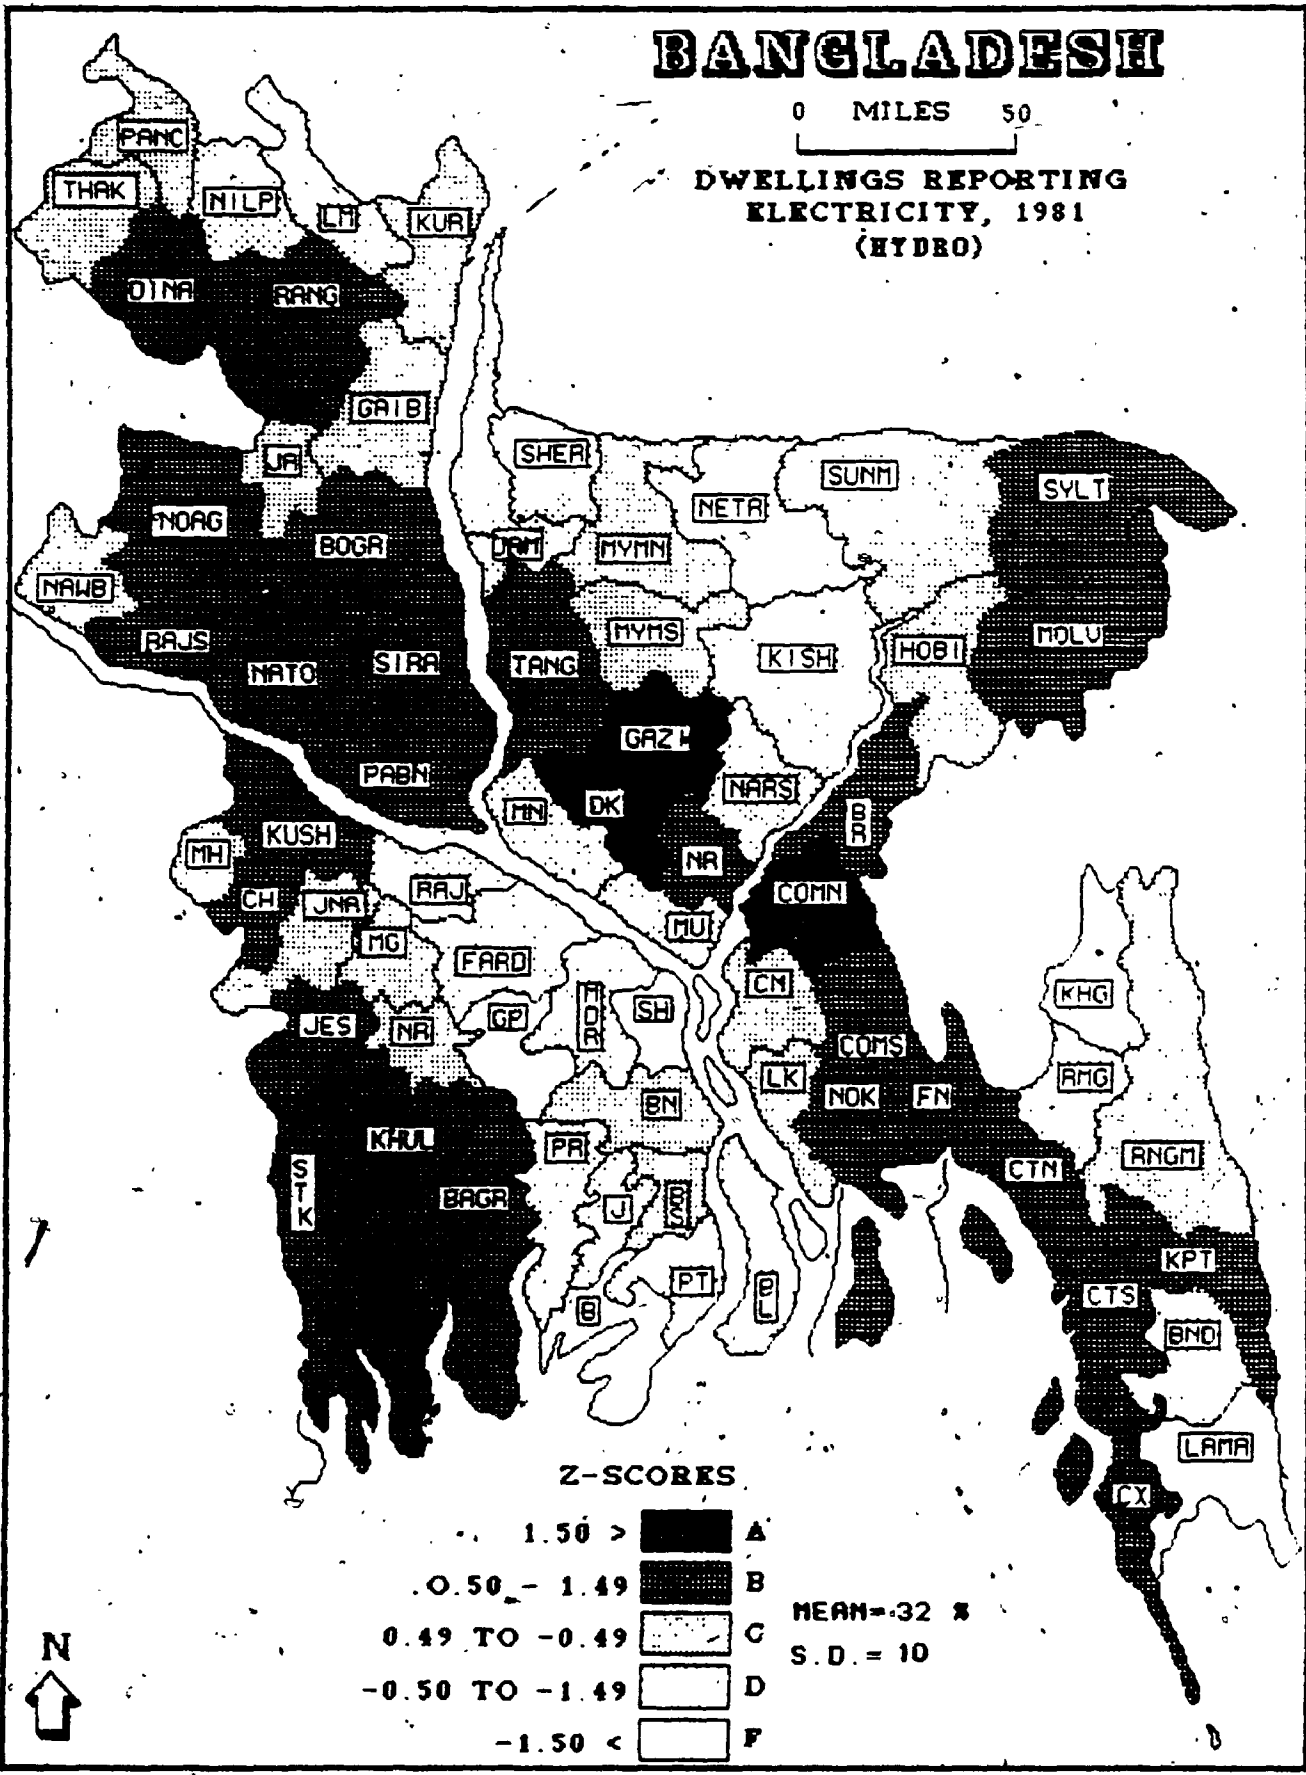 BANGLADESH
0 MILES 50
DWELLINGS REPORTING
ELECTRICITY, 1981
(HYDRO)
PANC
THAK
NILP
LM
KUR
DINA
RANG
GAIB
JA
SHER
SUNM
SYLT
NETR
NOAG
BOGR
JAM
MYMN
NAWB
RAJS
NATO
SIRA
TANG
MYMS
KISH
HOBI
MOLV
GAZI
PABN
MN
DK
NARS
BR
KUSH
MH
NR
CH
JNA
RAJ
COMN
MU
MG
FARD
CM
KHG
MDR
SH
GP
JES
NR
COMS
LK
RMG
NOK
FN
BN
KHUL
PR
RNGM
STK
BAGR
CTN
J
BS
KPT
PT
BL
CTS
B
BND
LAMA
CX
Z-SCORES
1.50 > A
0.50 - 1.49 B
0.49 TO -0.49 C
-0.50 TO -1.49 D
-1.50 < F
MEAN= 32 %
S.D.= 10
N